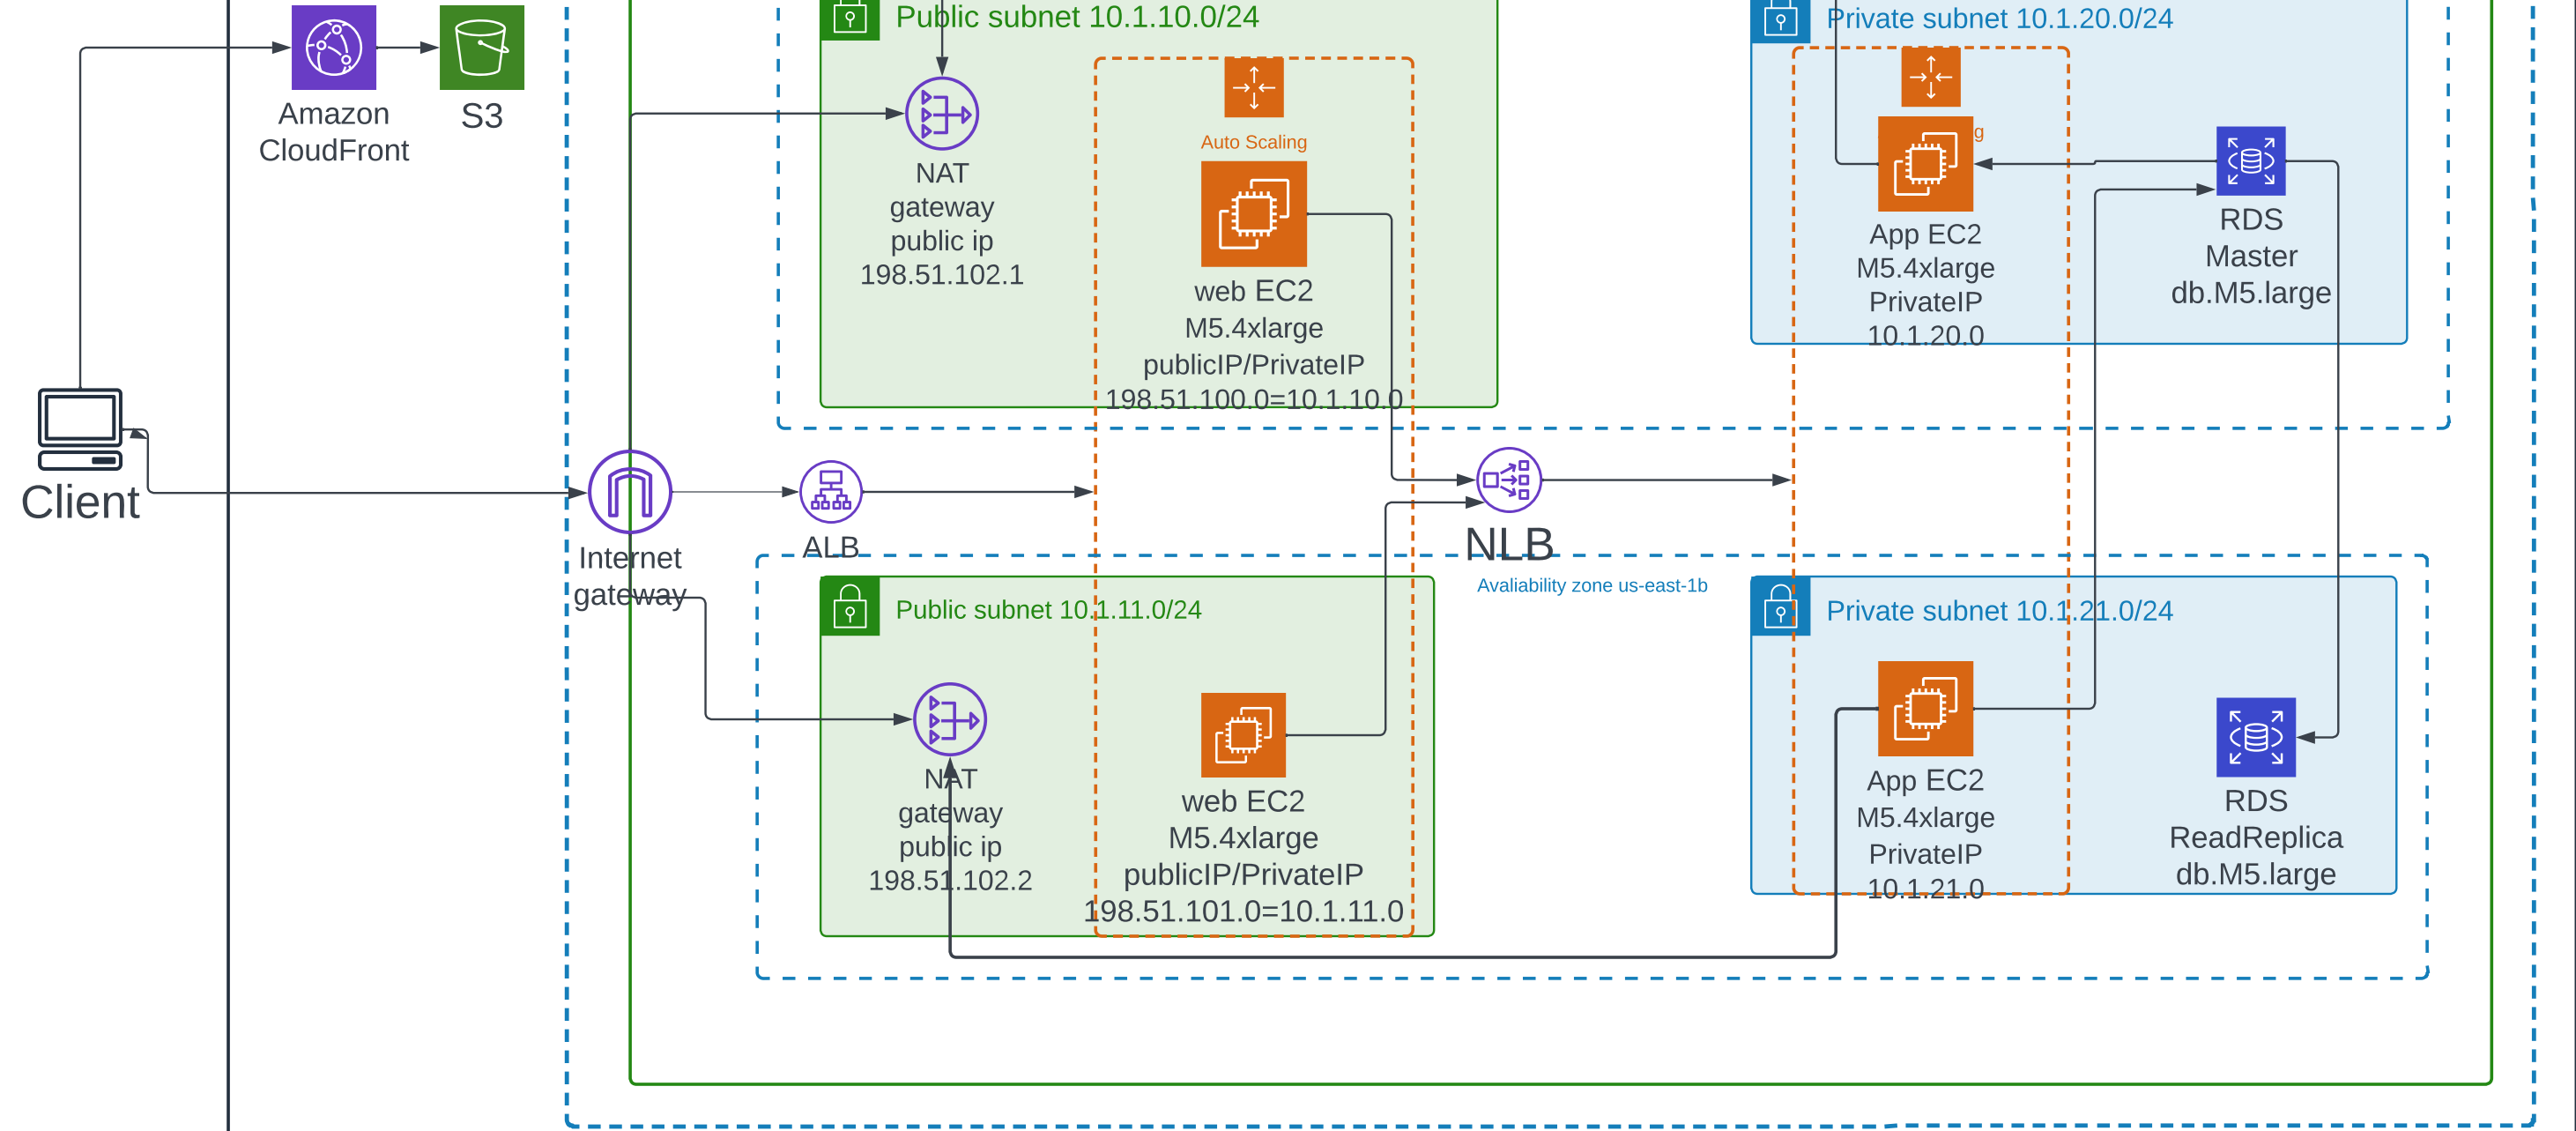 Public subnet 10.1.10.0/24
Private subnet 10.1.20.0/24
Amazon
CloudFront
S3
NAT
gateway
public ip
198.51.102.1
Auto Scaling
web EC2
M5.4xlarge
publicIP/PrivateIP
198.51.100.0=10.1.10.0
g
App EC2
M5.4xlarge
PrivateIP
10.1.20.0
RDS
Master
db.M5.large
Client
Internet
gateway
ALB
NLB
Avaliability zone us-east-1b
Public subnet 10.1.11.0/24
Private subnet 10.1.21.0/24
NAT
gateway
public ip
198.51.102.2
web EC2
M5.4xlarge
publicIP/PrivateIP
198.51.101.0=10.1.11.0
App EC2
M5.4xlarge
PrivateIP
10.1.21.0
RDS
ReadReplica
db.M5.large